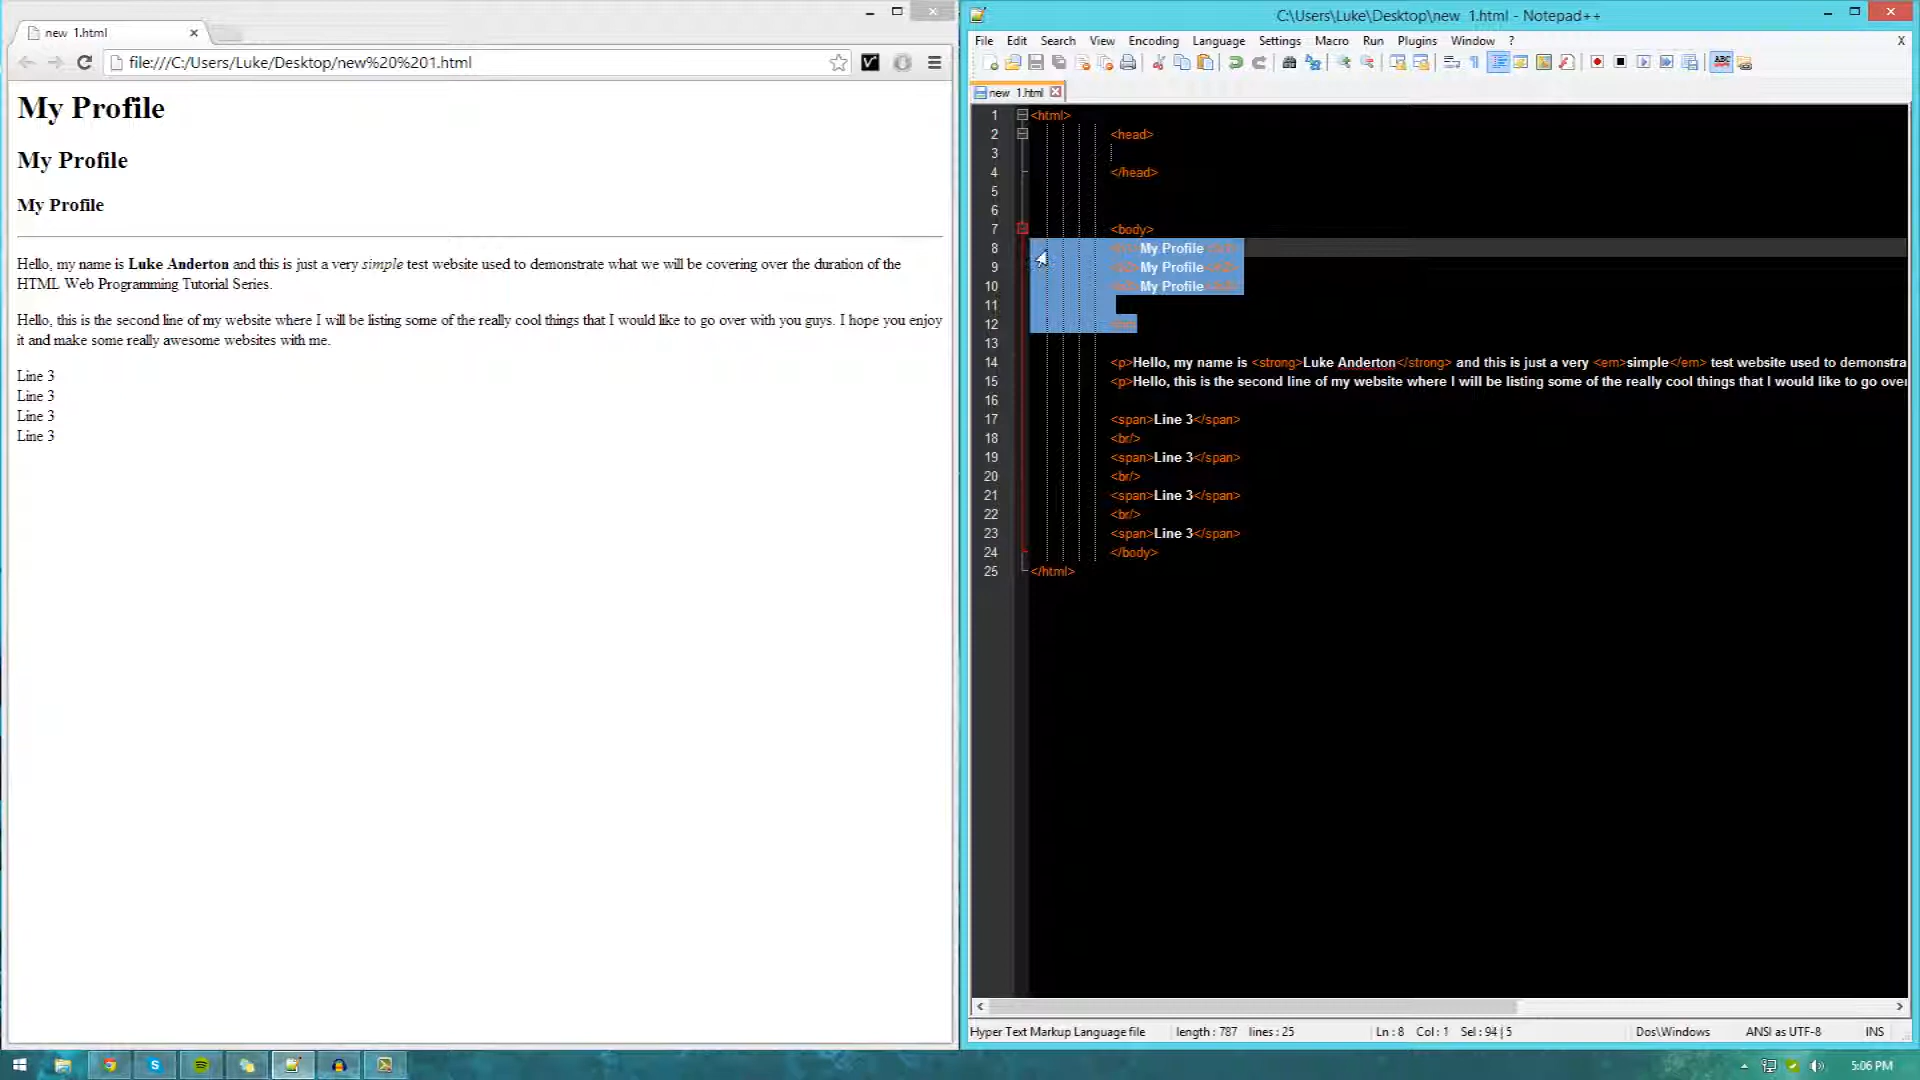 new 1.html
file:///C:/Users/Luke/Desktop/new%20%201.html
My Profile
My Profile
My Profile
Hello, my name is Luke Anderton and this is just a very simple test website used to demonstrate what we will be covering over the duration of the
HTML Web Programming Tutorial Series.
Hello, this is the second line of my website where I will be listing some of the really cool things that I would like to go over with you guys. I hope you enjoy
it and make some really awesome websites with me.
Line 3
Line 3
Line 3
Line 3
C:\Users\Luke\Desktop\new 1.html - Notepad++
File Edit Search View Encoding Language Settings Macro Run Plugins Window ? X
new 1.html
1 <html>
2 <head>
3
4 </head>
5
6
7 <body>
8 My Profile
9 My Profile
10 My Profile
11
12
13
14 <p>Hello, my name is <strong>Luke Anderton</strong> and this is just a very <em>simple</em> test website used to demonstra
15 <p>Hello, this is the second line of my website where I will be listing some of the really cool things that I would like to go over
16
17 <span>Line 3</span>
18 <br/>
19 <span>Line 3</span>
20 <br/>
21 <span>Line 3</span>
22 <br/>
23 <span>Line 3</span>
24 </body>
25 </html>
Hyper Text Markup Language file length : 787 lines : 25 Ln : 8 Col : 1 Sel : 94 | 5 Dos\Windows ANSI as UTF-8 INS
5:06 PM